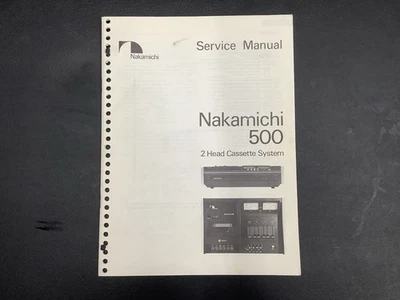 Nakamichi
Service Manual
Nakamichi
500
2 Head Cassette System